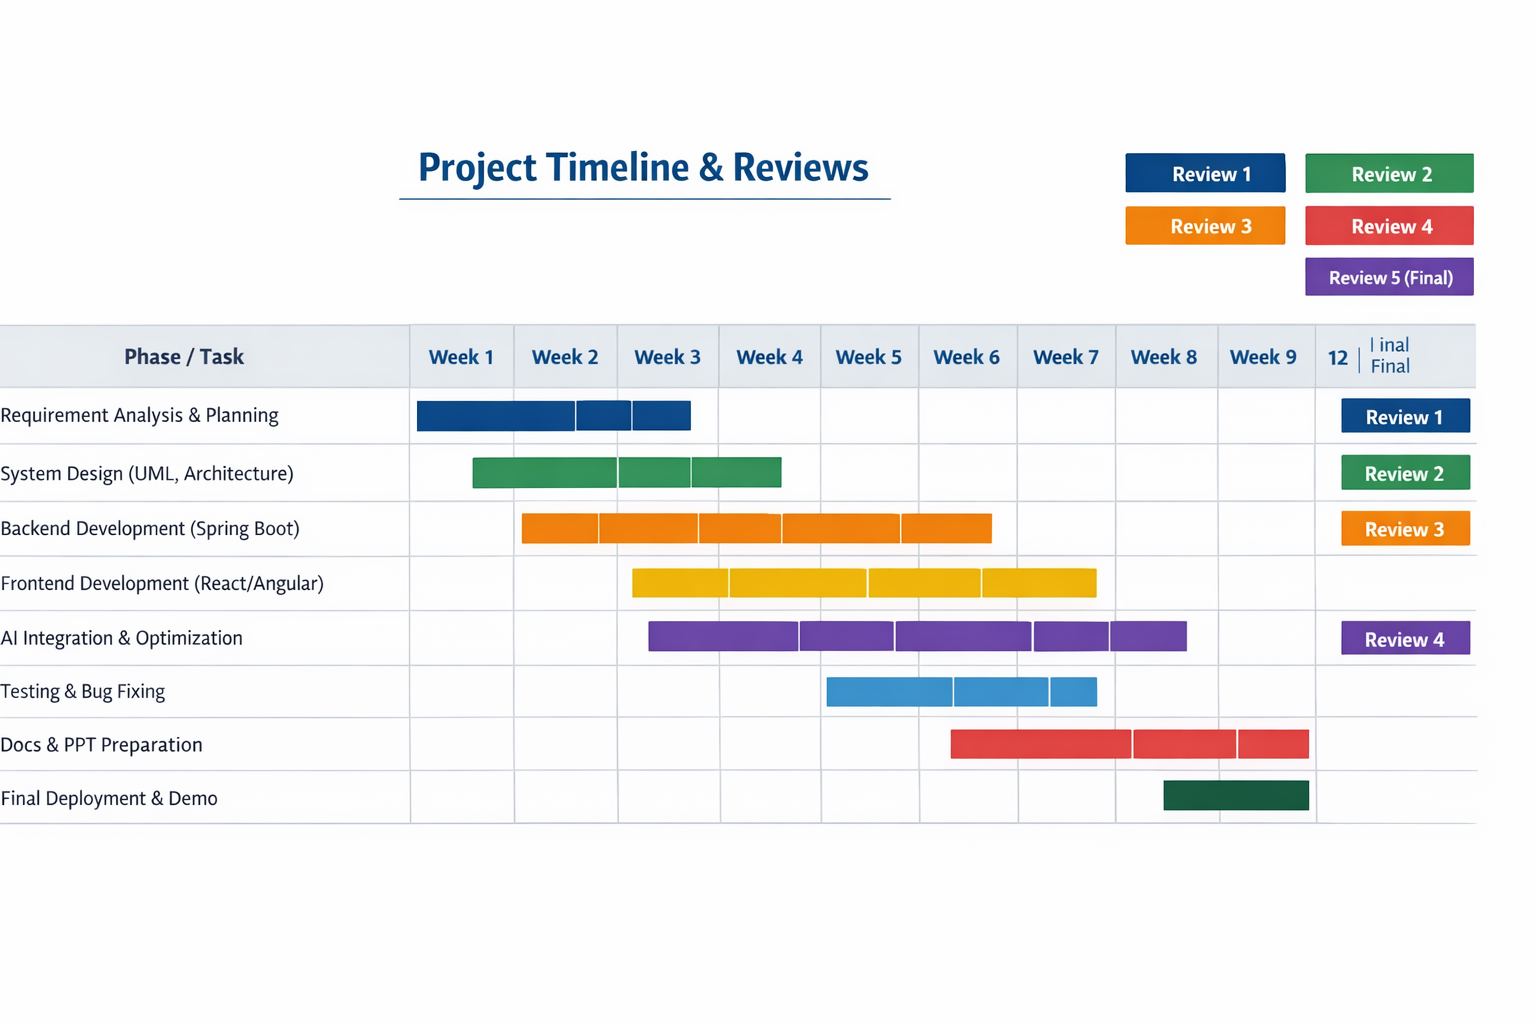 Project Timeline & Reviews
Review 1
Review 2
Review 3
Review 4
Review 5 (Final)
Phase / Task
Week 1
Week 2
Week 3
Week 4
Week 5
Week 6
Week 7
Week 8
Week 9
12
inal
Final
Requirement Analysis & Planning
Review 1
System Design (UML, Architecture)
Review 2
Backend Development (Spring Boot)
Review 3
Frontend Development (React/Angular)
AI Integration & Optimization
Review 4
Testing & Bug Fixing
Docs & PPT Preparation
Final Deployment & Demo